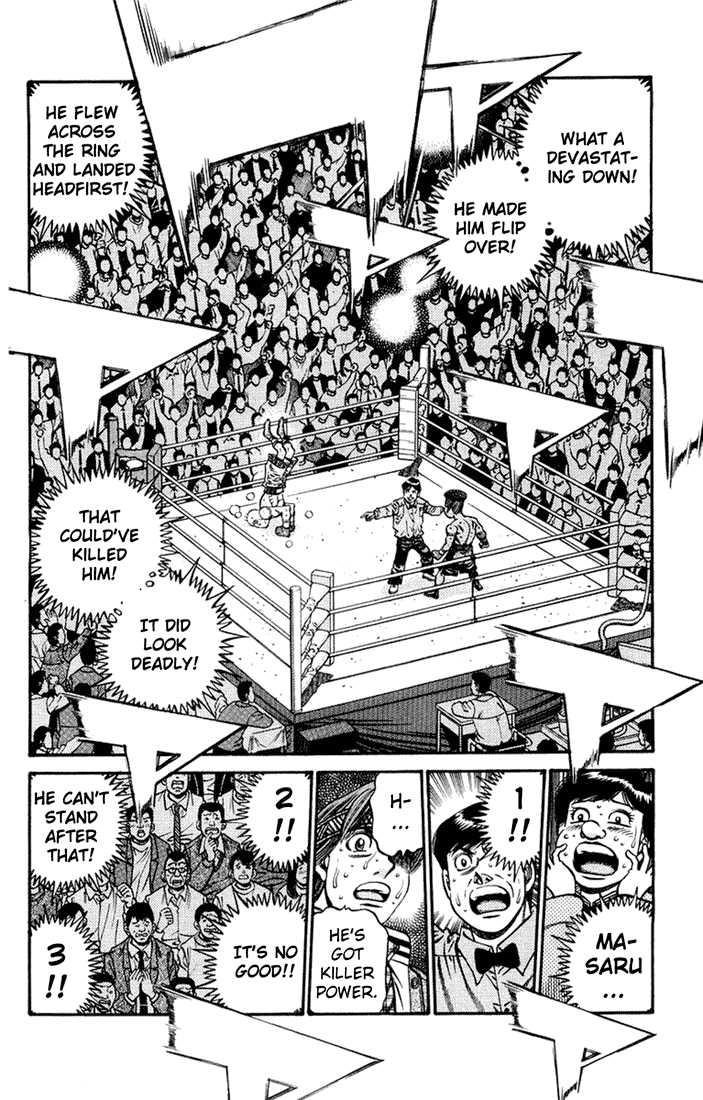 WHAT A
DEVASTAT-
ING DOWN!
HE MADE
HIM FLIP
OVER!
HE FLEW
ACROSS
THE RING
AND LANDED
HEADFIRST!
THAT
COULD'VE
KILLED
HIM!
IT DID
LOOK
DEADLY!
MA-
SARU
...
1
!!
H-
...
HE'S
GOT
KILLER
POWER.
2
!!
HE CAN'T
STAND
AFTER
THAT!
IT'S NO
GOOD!!
3
!!